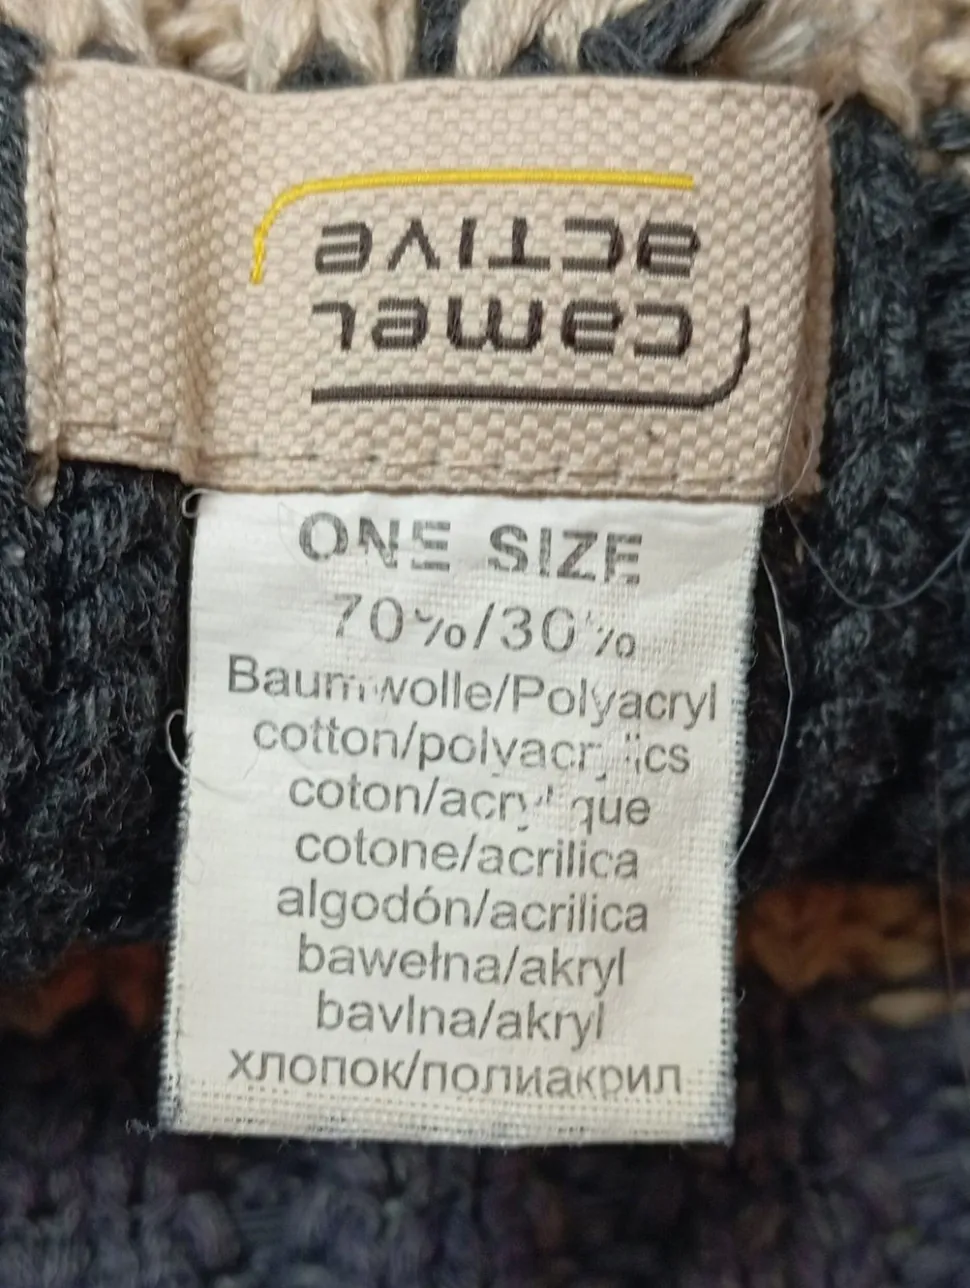 camel
active
ONE SIZE
70%/30%
Baumwolle/Polyacryl
cotton/polyacrylics
coton/acrylique
cotone/acrilica
algodón/acrilica
bawełna/akryl
bavlna/akryl
хлопок/полиакрил